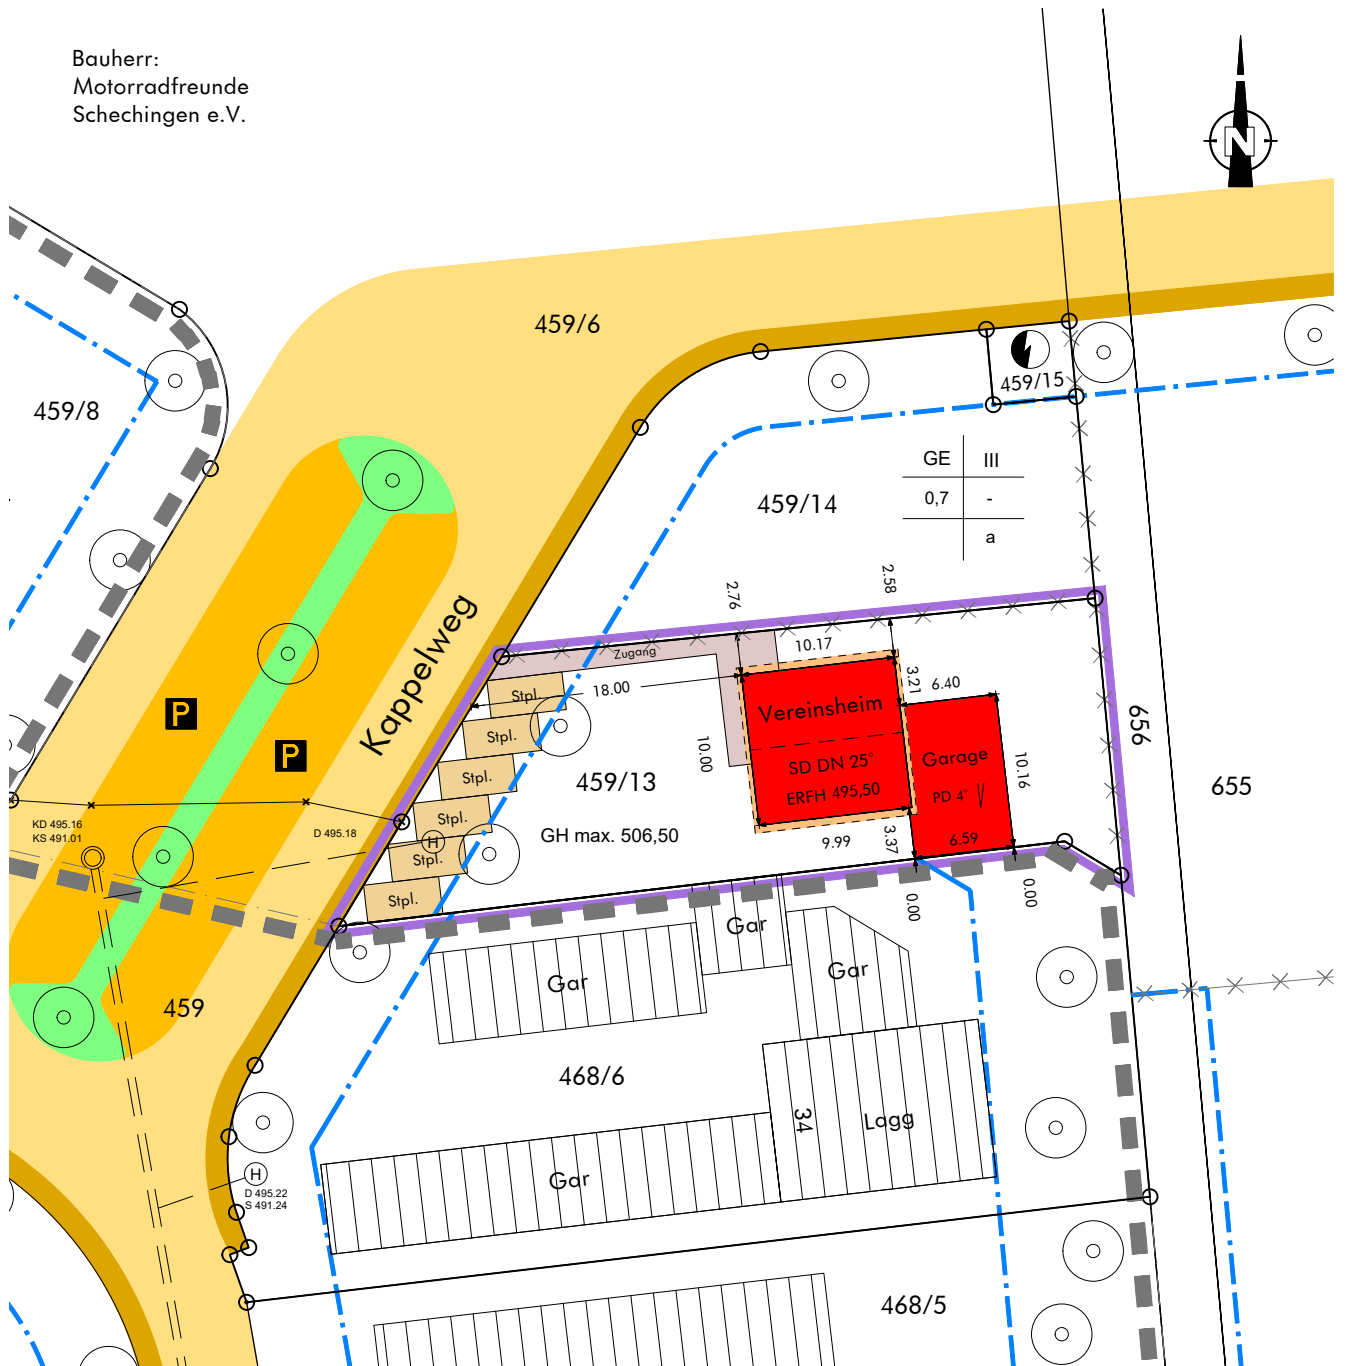 Bauherr:
Motorradfreunde
Schechingen e.V.
N
459/6
459/15
459/8
GE
III
0,7
-
a
459/14
2.76
2.58
Kappelweg
Zugang
10.17
3.21
6.40
Stpl.
18.00
Vereinsheim
656
P
Stpl.
10.00
SD DN 25°
Garage
10.16
P
Stpl.
459/13
ERFH 495,50
PD 4°
655
Stpl.
GH max. 506,50
9.99
3.37
6.59
KD 495.16
KS 491.01
D 495.18
H
Stpl.
Stpl.
0.00
0.00
Gar
Gar
Gar
459
468/6
34
Lagg
Gar
H
D 495.22
S 491.24
468/5